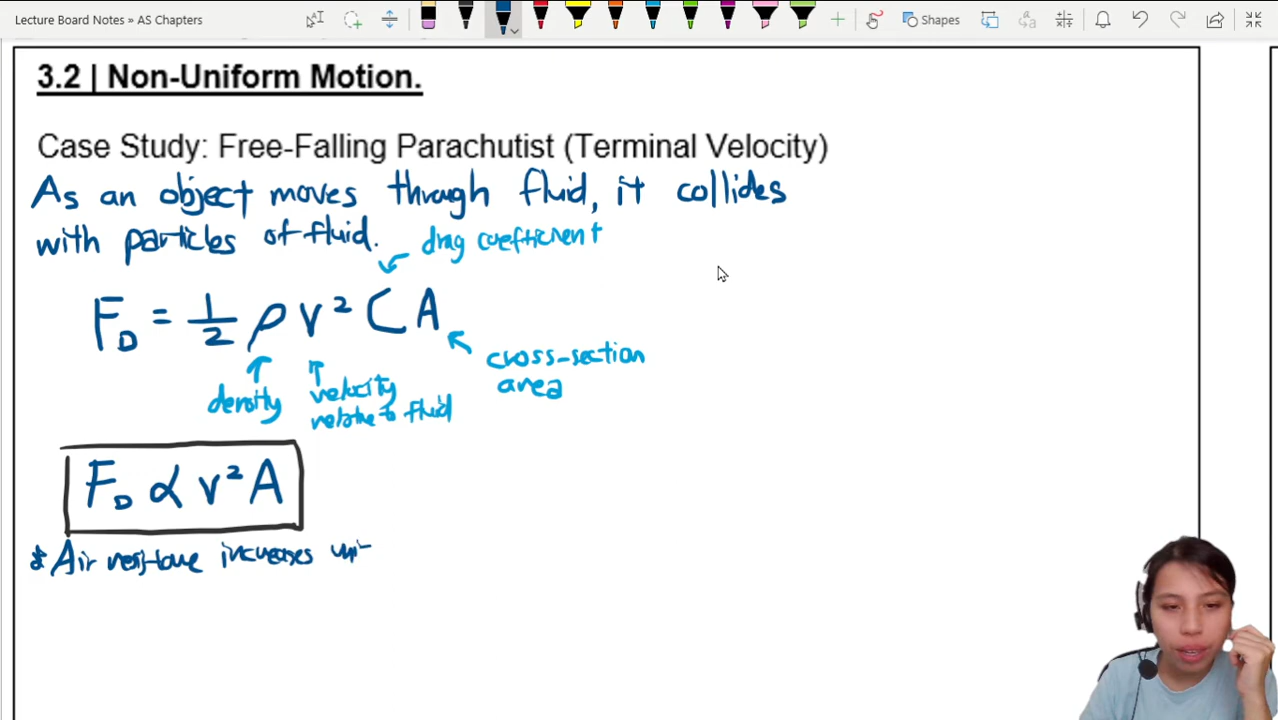 Lecture Board Notes » AS Chapters
Shapes
3.2 | Non-Uniform Motion.
Case Study: Free-Falling Parachutist (Terminal Velocity)
As an object moves through fluid, it collides
with particles of fluid.
drag coefficient
F_D = 1/2 ρ v² C A
cross-section
area
density
velocity
relative to fluid
F_D ∝ v² A
* Air resistance increases